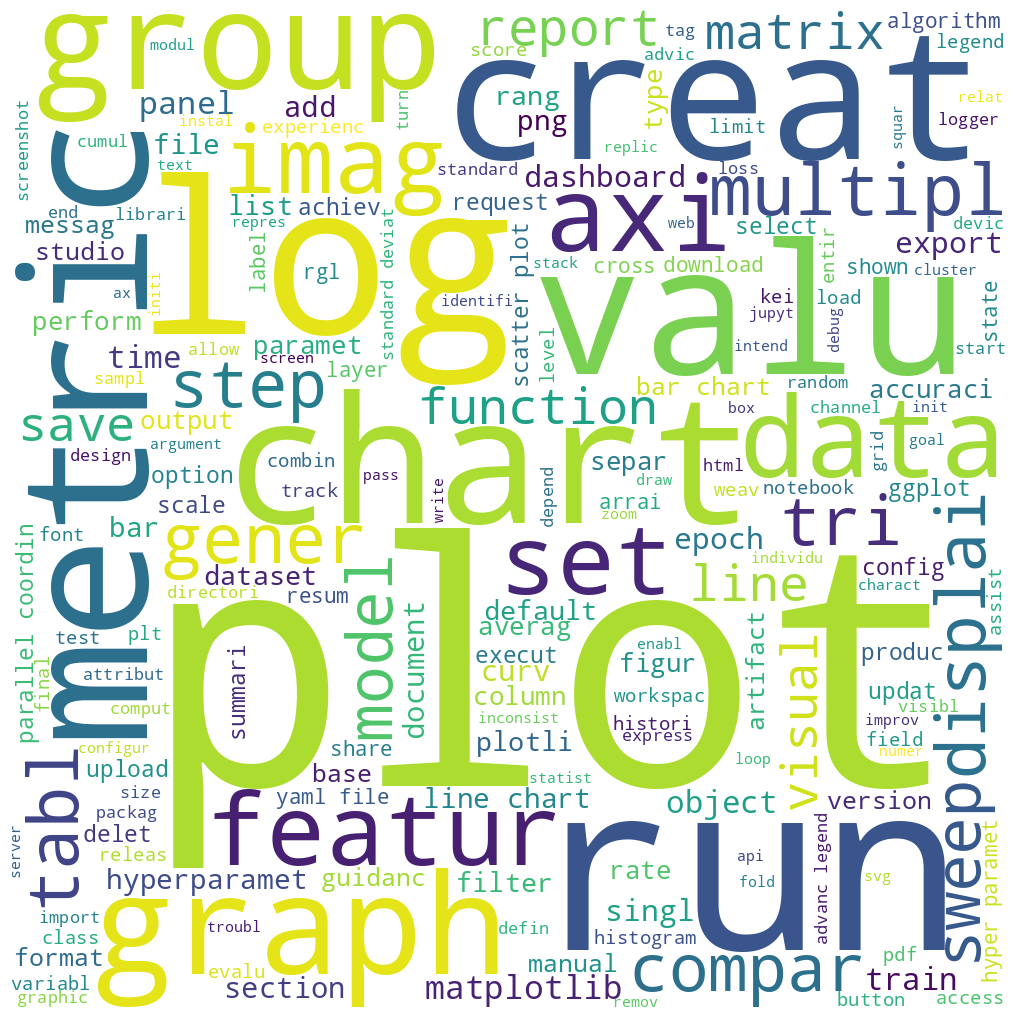 group
modul
report
score
tag
advic
matrix
algorithm
legend
creat
panel
add
instal
experienc
turn
rang
png
type
limit
squar
relat
logger
screenshot
cumul
file
text
imag
standard
replic
loss
dashboard
multipl
messag
end
librari
list
achiev
repres
request
axi
web
select
devic
studio
label
rgl
log
standard deviat
scatter plot
stack
cross
download
entir
shown
export
cluster
metric
ax
initi
identifi
valu
kei
jupyt
load
state
perform
time
allow
screen
paramet
layer
level
intend
debug
start
sampl
step
bar chart
random
accuraci
save
output
function
box
channel
init
design
argument
chart
data
grid
goal
option
combin
pass
write
separ
html
weav
notebook
ggplot
scale
track
depend
arrai
draw
zoom
font
bar
gener
set
epoch
tri
config
parallel coordin
dataset
directori
resum
model
line
individu
charact
displai
assist
test
plt
default
averag
document
final
attribut
summari
plot
execut
enabl
figur
artifact
visual
produc
comput
curv
column
workspac
updat
visibl
inconsist
histori
express
improv
field
configur
share
plotli
loop
numer
tabl
upload
base
statist
size
yaml file
line chart
object
version
packag
delet
featur
run
sweep
server
releas
hyperparamet
guidanc
filter
rate
api
fold
advanc legend
svg
hyper paramet
import
class
graph
troubl
defin
singl
histogram
format
evalu
manual
compar
pdf
variabl
section
matplotlib
train
graphic
remov
button
access